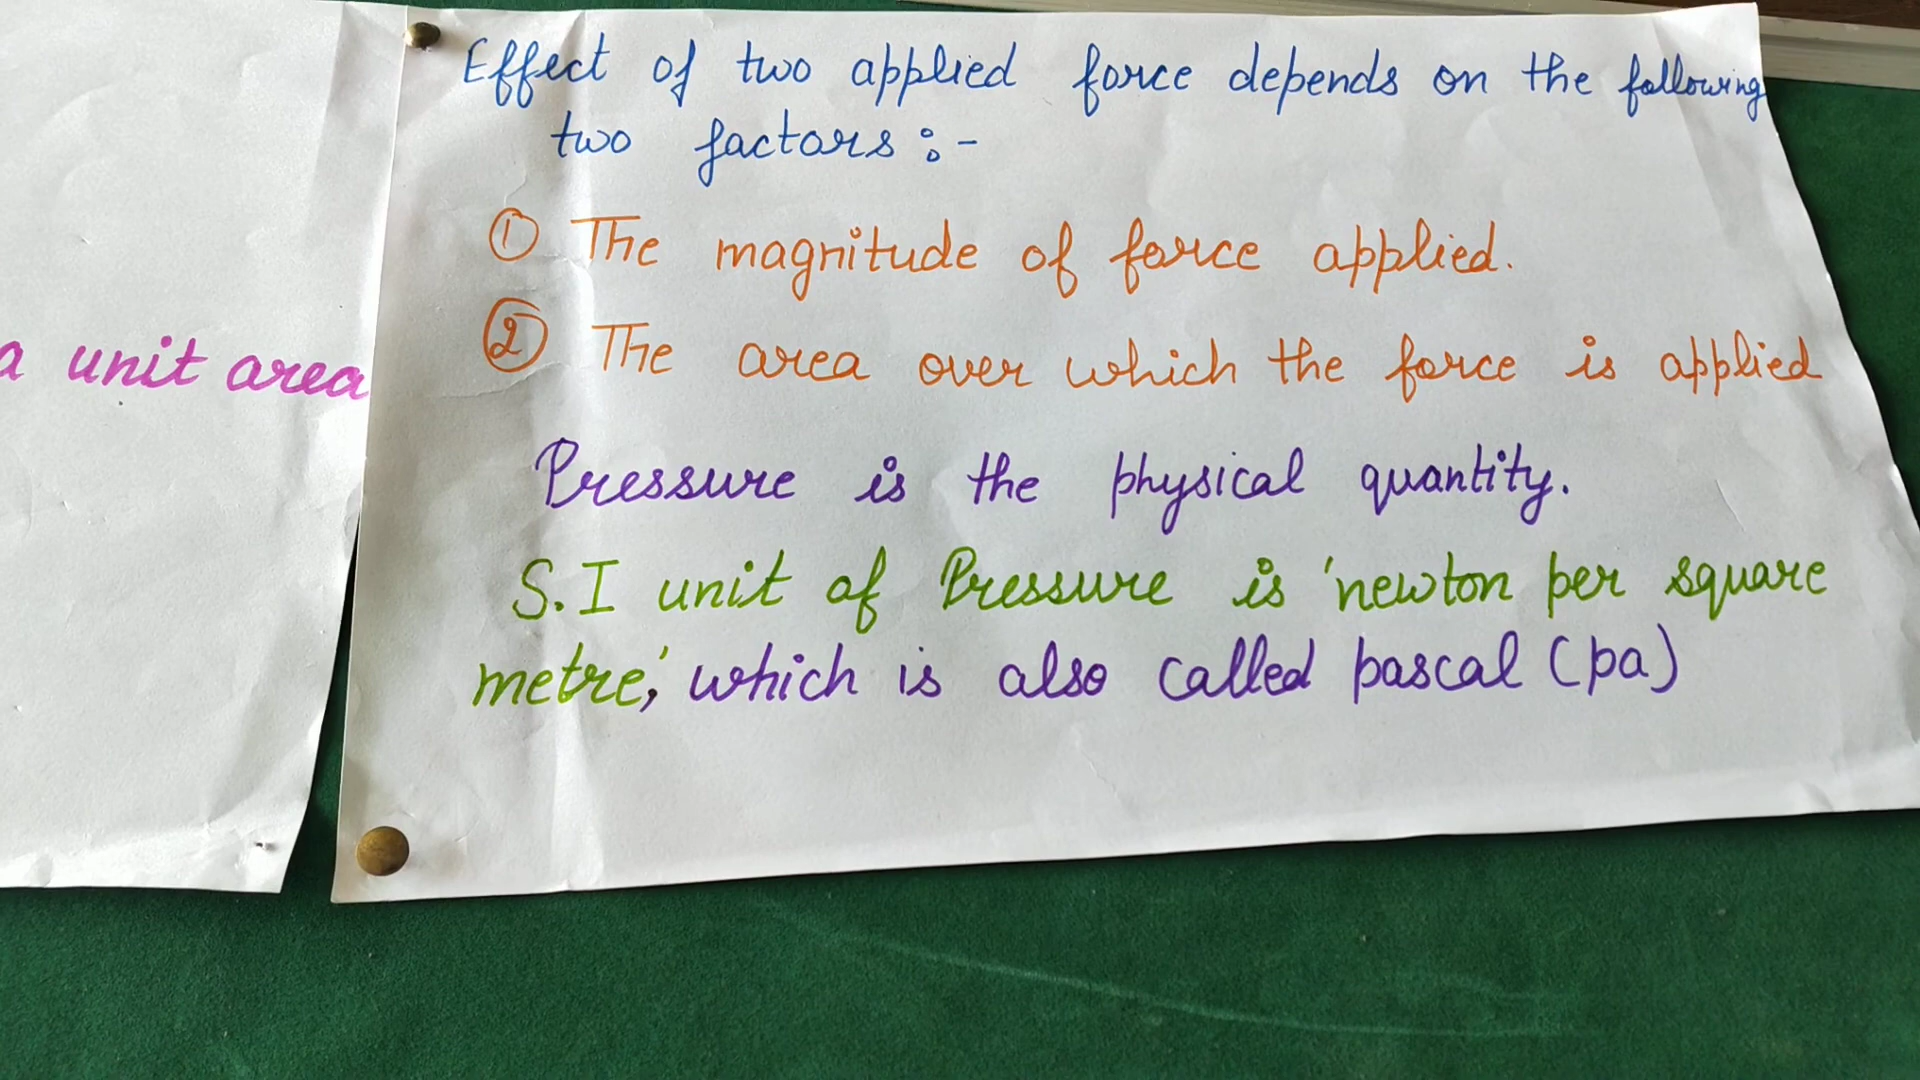 a unit area
Effect of two applied force depends on the following
two factors :-
① The magnitude of force applied.
② The area over which the force is applied
Pressure is the physical quantity.
S.I unit of Pressure is 'newton per square
metre', which is also called pascal (pa)